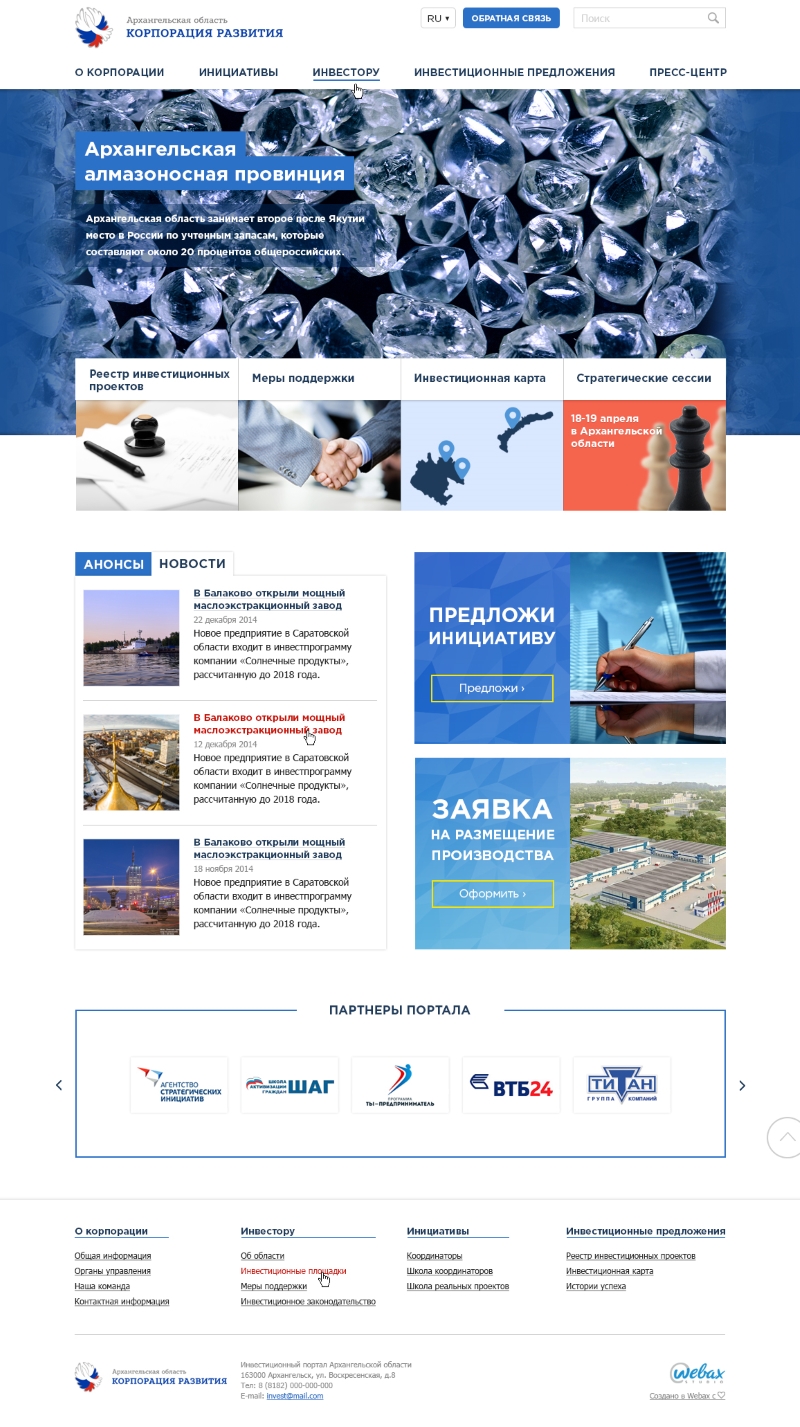 Архангельская область
КОРПОРАЦИЯ РАЗВИТИЯ
RU
ОБРАТНАЯ СВЯЗЬ
Поиск
О КОРПОРАЦИИ
ИНИЦИАТИВЫ
ИНВЕСТОРУ
ИНВЕСТИЦИОННЫЕ ПРЕДЛОЖЕНИЯ
ПРЕСС-ЦЕНТР
Архангельская
алмазоносная провинция
Архангельская область занимает второе после Якутии
место в России по учтенным запасам, которые
составляют около 20 процентов общероссийских.
Реестр инвестиционных
проектов
Меры поддержки
Инвестиционная карта
Стратегические сессии
18-19 апреля
в Архангельской
области
АНОНСЫ
НОВОСТИ
В Балаково открыли мощный
маслоэкстракционный завод
22 декабря 2014
Новое предприятие в Саратовской
области входит в инвестпрограмму
компании «Солнечные продукты»,
рассчитанную до 2018 года.
В Балаково открыли мощный
маслоэкстракционный завод
12 декабря 2014
Новое предприятие в Саратовской
области входит в инвестпрограмму
компании «Солнечные продукты»,
рассчитанную до 2018 года.
В Балаково открыли мощный
маслоэкстракционный завод
18 ноября 2014
Новое предприятие в Саратовской
области входит в инвестпрограмму
компании «Солнечные продукты»,
рассчитанную до 2018 года.
ПРЕДЛОЖИ
ИНИЦИАТИВУ
Предложи ›
ЗАЯВКА
НА РАЗМЕЩЕНИЕ
ПРОИЗВОДСТВА
Оформить ›
ПАРТНЕРЫ ПОРТАЛА
АГЕНТСТВО
СТРАТЕГИЧЕСКИХ
ИНИЦИАТИВ
ШКОЛА
АКТИВИЗАЦИИ
ГРАЖДАН
ШАГ
ПРОГРАММА
ТЫ—ПРЕДПРИНИМАТЕЛЬ
ВТБ24
ТИТАН
ГРУППА КОМПАНИЙ
О корпорации
Общая информация
Органы управления
Наша команда
Контактная информация
Инвестору
Об области
Инвестиционные площадки
Меры поддержки
Инвестиционное законодательство
Инициативы
Координаторы
Школа координаторов
Школа реальных проектов
Инвестиционные предложения
Реестр инвестиционных проектов
Инвестиционная карта
Истории успеха
Архангельская область
КОРПОРАЦИЯ РАЗВИТИЯ
Инвестиционный портал Архангельской области
163000 Архангельск, ул. Воскресенская, д.8
Тел: 8 (8182) 000-000-000
E-mail: invest@mail.com
Webax
STUDIO
Создано в Webax с